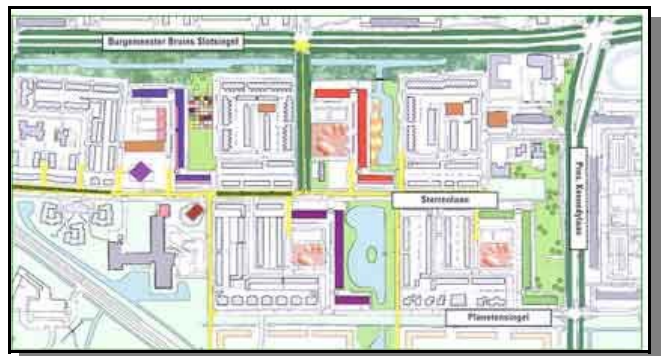 Burgemeester Bruins Slotsingel
Pres. Kennedylaan
Sterrenlaan
Planetensingel